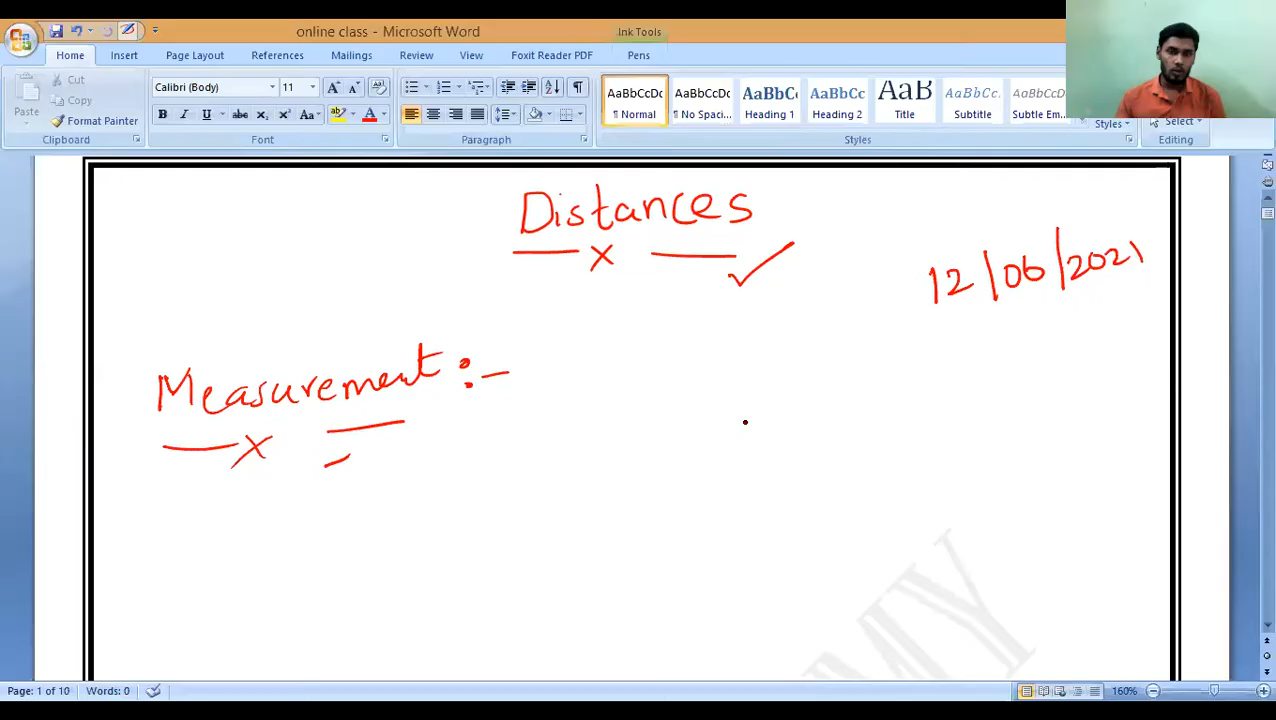 online class - Microsoft Word
Ink Tools
Home Insert Page Layout References Mailings Review View Foxit Reader PDF Pens
Paste
Cut
Copy
Format Painter
Clipboard
Calibri (Body) 11
Font
Paragraph
AaBbCcDc AaBbCcDc AaBbC AaBbCc AaB AaBbCc. AaBbCcD
¶ Normal ¶ No Spaci... Heading 1 Heading 2 Title Subtitle Subtle Em...
Styles
Styles
Select
Editing
Distances
12/06/2021
Measurement :-
MY
Page: 1 of 10 Words: 0 160%